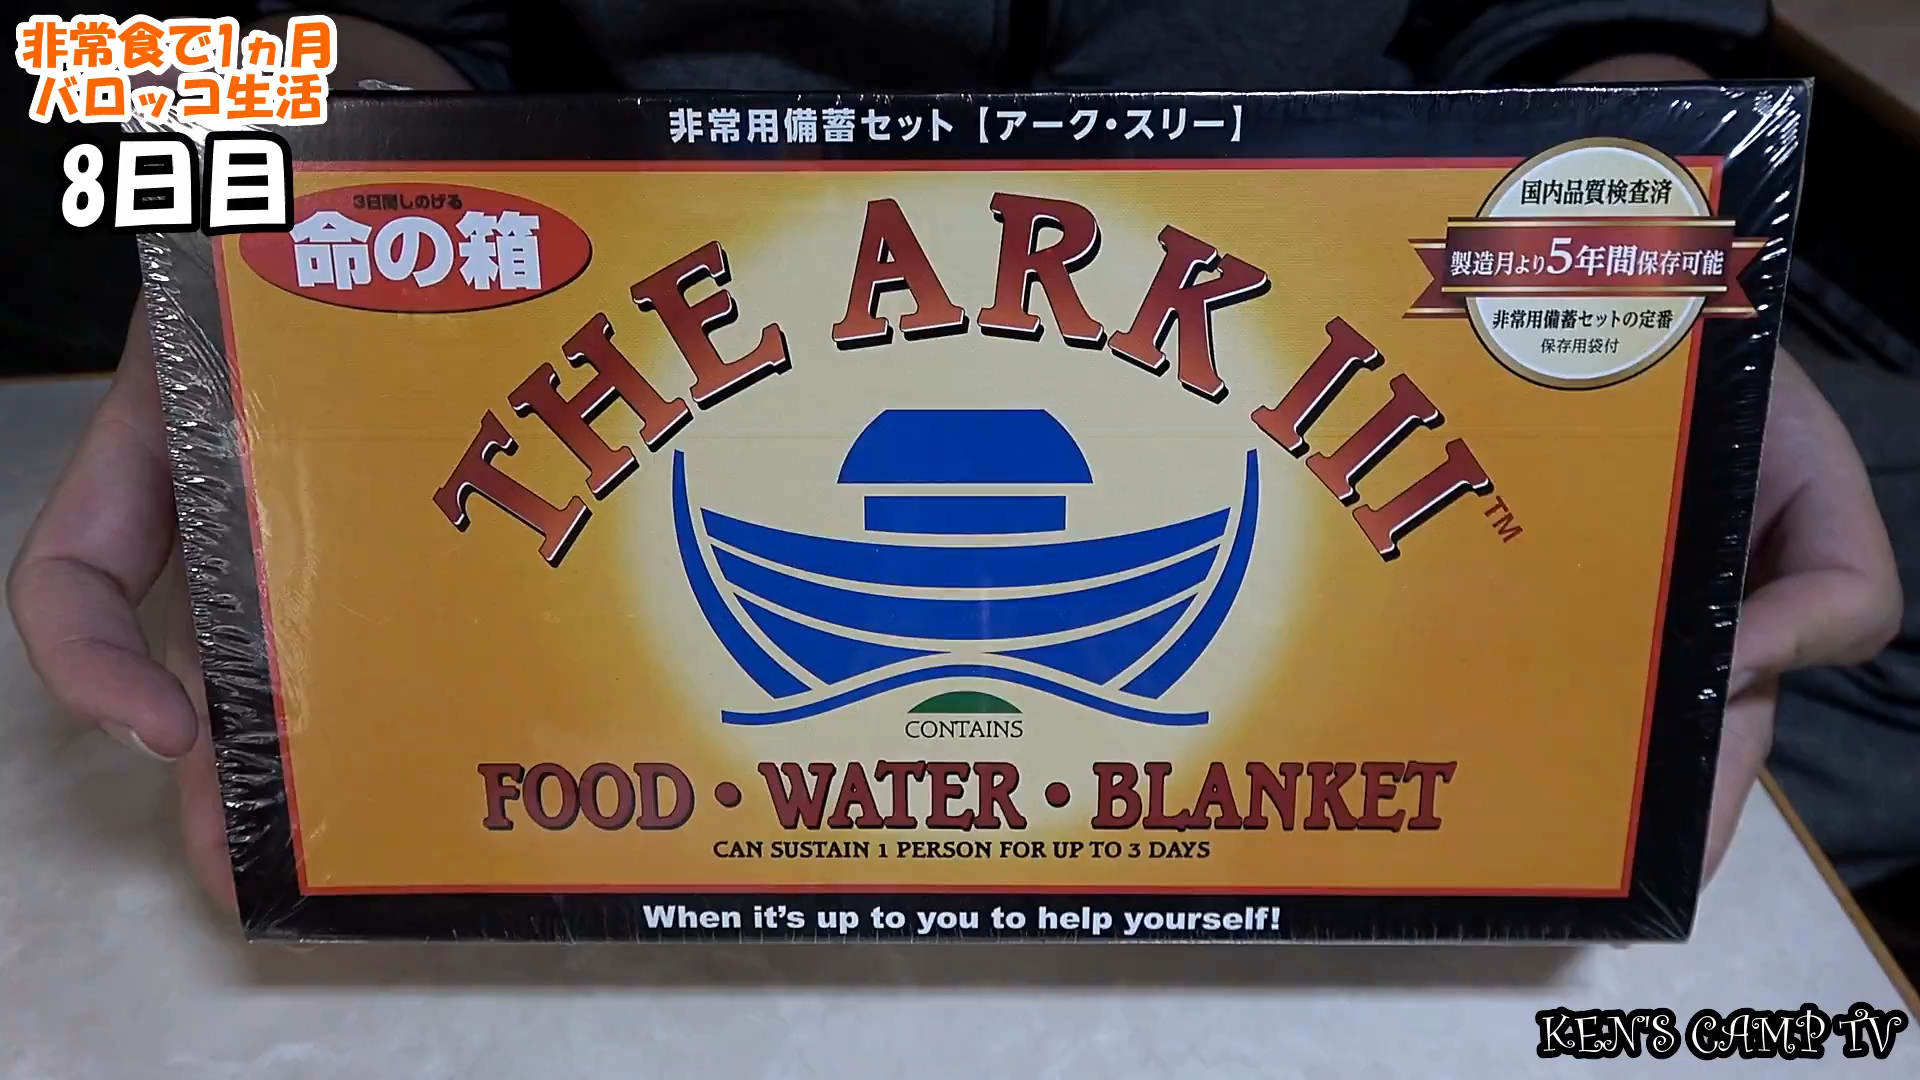 非常食で1ヵ月
バロッコ生活
8日目
非常用備蓄セット【アーク・スリー】
3日間しのげる
命の箱
国内品質検査済
製造月より5年間保存可能
非常用備蓄セットの定番
保存用袋付
THE ARK III™
CONTAINS
FOOD・WATER・BLANKET
CAN SUSTAIN 1 PERSON FOR UP TO 3 DAYS
When it's up to you to help yourself!
KEN'S CAMP TV